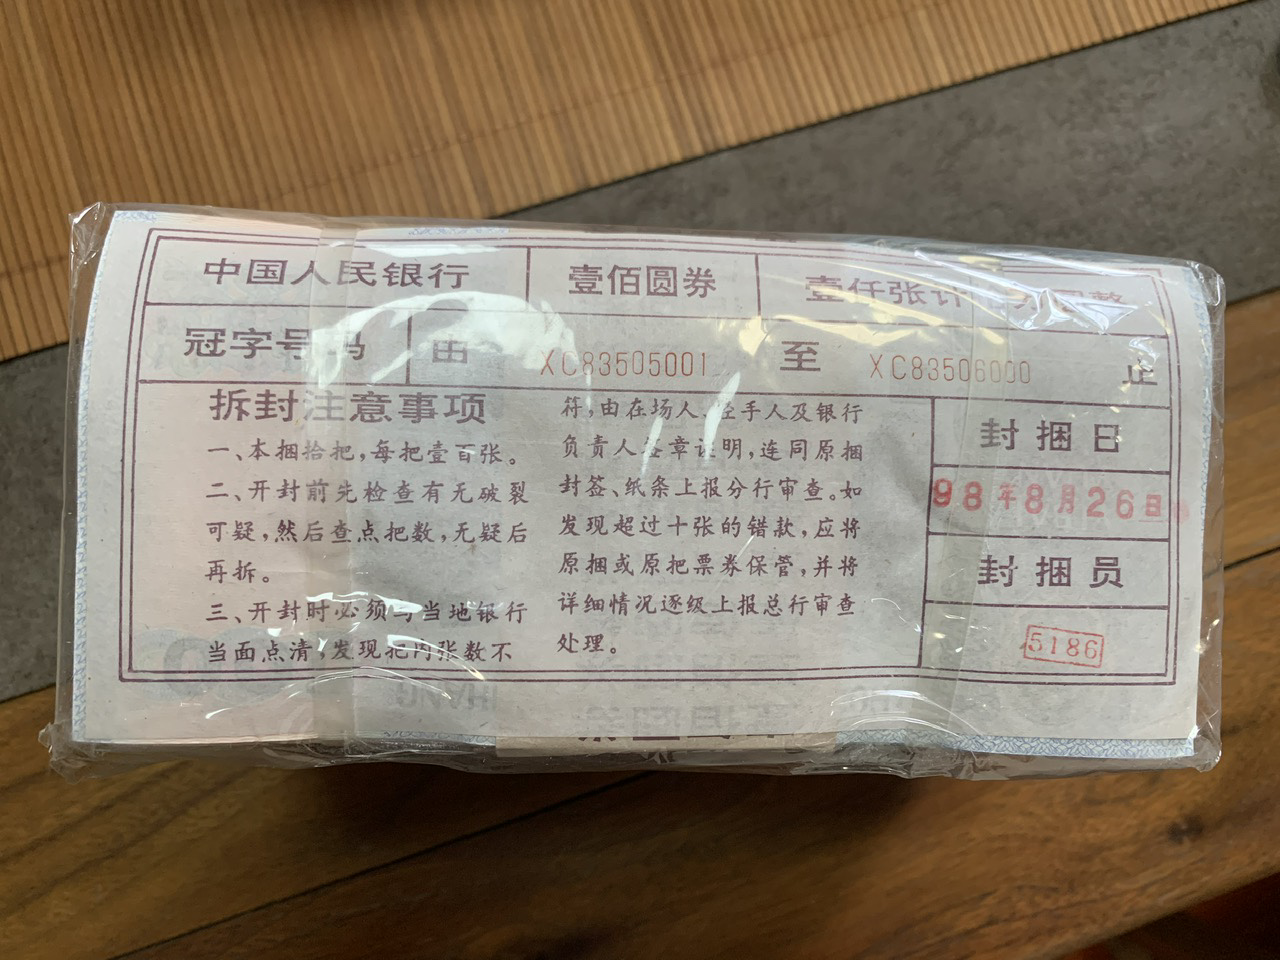 中国人民银行 壹佰圆券 壹仟张计
冠字号码 由 XC83505001 至 XC83506000 止
拆封注意事项
一、本捆拾把，每把壹百张。
二、开封前先检查有无破裂
可疑，然后查点把数，无疑后
再拆。
三、开封时必须与当地银行
当面点清，发现把内张数不
符，由在场人、经手人及银行
负责人签章证明，连同原捆
封签、纸条上报分行审查。如
发现超过十张的错款，应将
原捆或原把票券保管，并将
详细情况逐级上报总行审查
处理。
封捆日
98年8月26日
封捆员
5186